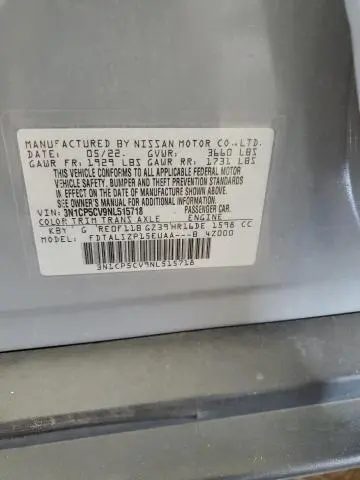 MANUFACTURED BY NISSAN MOTOR CO.,LTD.
DATE: 05/22. GVWR: 3660 LBS
GAWR FR: 1929 LBS GAWR RR: 1731 LBS
THIS VEHICLE CONFORMS TO ALL APPLICABLE FEDERAL MOTOR
VEHICLE SAFETY, BUMPER AND THEFT PREVENTION STANDARDS
IN EFFECT ON THE DATE OF MANUFACTURE SHOWN ABOVE.
SEE OWNER'S MANUAL FOR ADDITIONAL INFORMATION.
VIN: 3N1CP5CV9NL515718 PASSENGER CAR.
COLOR TRIM TRANS AXLE ENGINE
KBY G RE0F11B GZ39 HR16DE 1598 CC
FDTALJZP15EUAA---B 4Z000
3N1CP5CV9NL515718